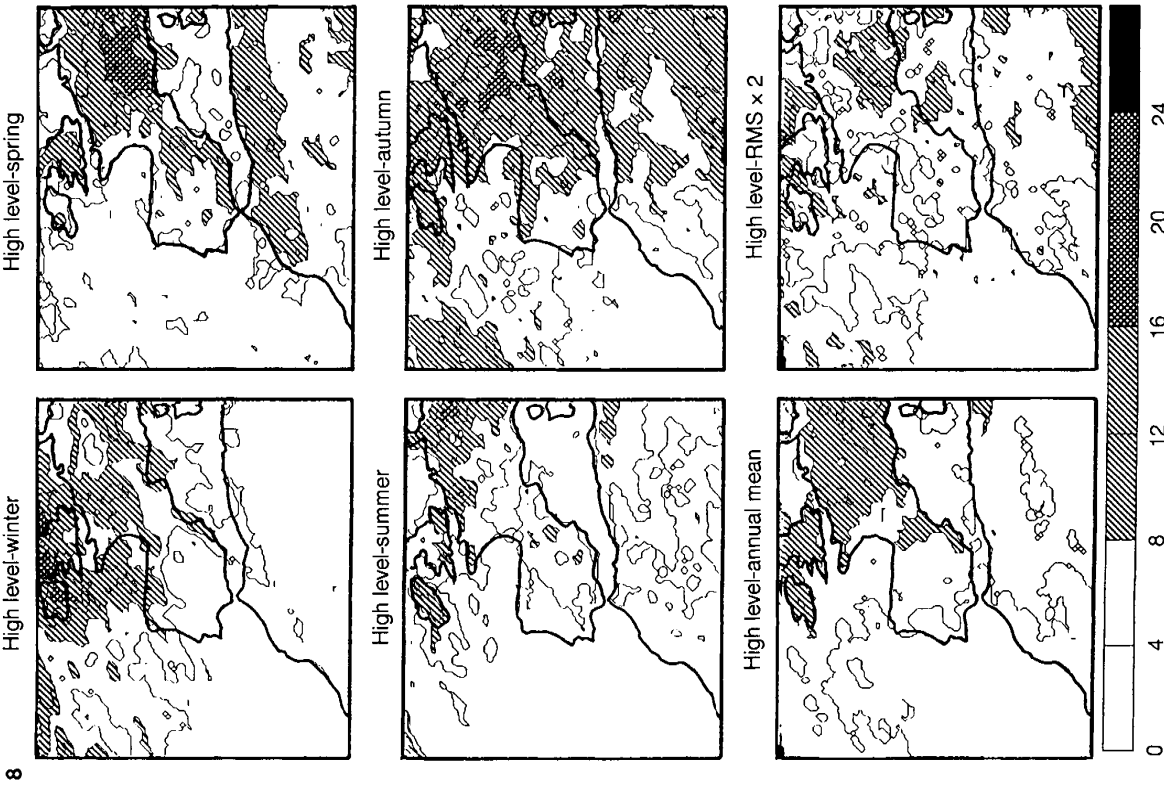 8
High level-winter
High level-spring
High level-summer
High level-autumn
High level-annual mean
High level-RMS × 2
0 4 8 12 16 20 24